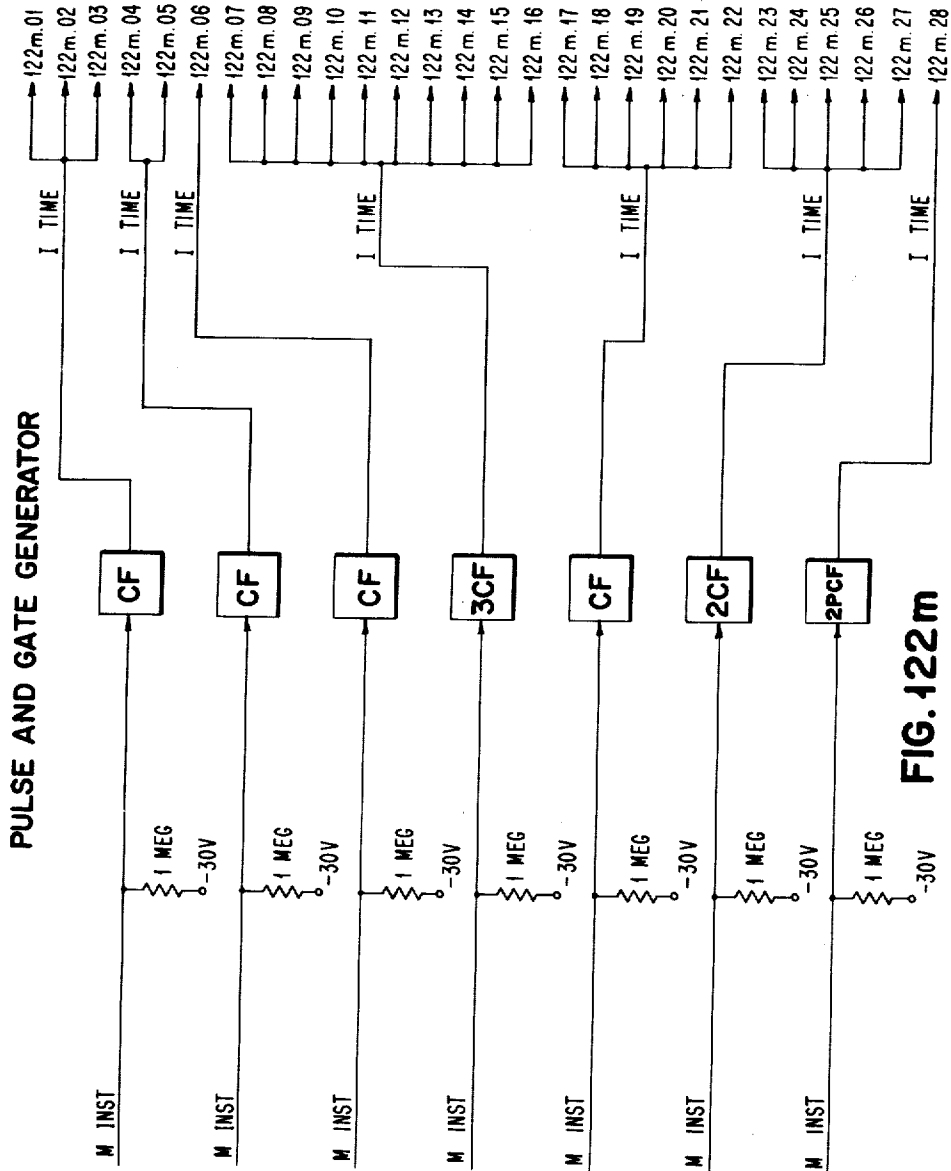 PULSE AND GATE GENERATOR
M INST
1 MEG
-30V
CF
I TIME
122m.01
122m.02
122m.03
M INST
1 MEG
-30V
CF
I TIME
122m.04
122m.05
M INST
1 MEG
-30V
CF
I TIME
122m.06
M INST
1 MEG
-30V
3CF
I TIME
122m.07
122m.08
122m.09
122m.10
122m.11
122m.12
122m.13
122m.14
122m.15
122m.16
M INST
1 MEG
-30V
CF
I TIME
122m.17
122m.18
122m.19
122m.20
122m.21
122m.22
M INST
1 MEG
-30V
2CF
I TIME
122m.23
122m.24
122m.25
122m.26
122m.27
M INST
1 MEG
-30V
2PCF
I TIME
122m.28
FIG.122m